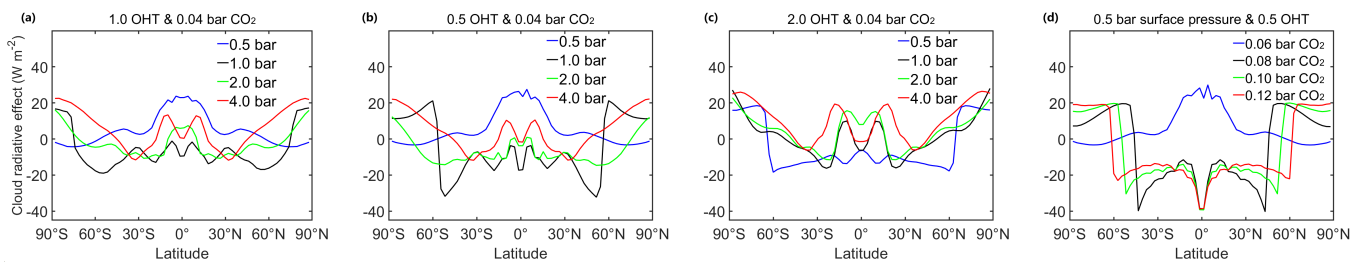 (a) 1.0 OHT & 0.04 bar CO₂
Cloud radiative effect (W m⁻²)
40
20
0
-20
-40
0.5 bar
1.0 bar
2.0 bar
4.0 bar
90°S 60°S 30°S 0° 30°N 60°N 90°N
Latitude
(b) 0.5 OHT & 0.04 bar CO₂
40
20
0
-20
-40
0.5 bar
1.0 bar
2.0 bar
4.0 bar
90°S 60°S 30°S 0° 30°N 60°N 90°N
Latitude
(c) 2.0 OHT & 0.04 bar CO₂
40
20
0
-20
-40
0.5 bar
1.0 bar
2.0 bar
4.0 bar
90°S 60°S 30°S 0° 30°N 60°N 90°N
Latitude
(d) 0.5 bar surface pressure & 0.5 OHT
40
20
0
-20
-40
0.06 bar CO₂
0.08 bar CO₂
0.10 bar CO₂
0.12 bar CO₂
90°S 60°S 30°S 0° 30°N 60°N 90°N
Latitude